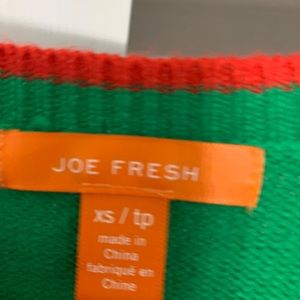 JOE FRESH
xs / tp
made in
China
fabriqué en
Chine